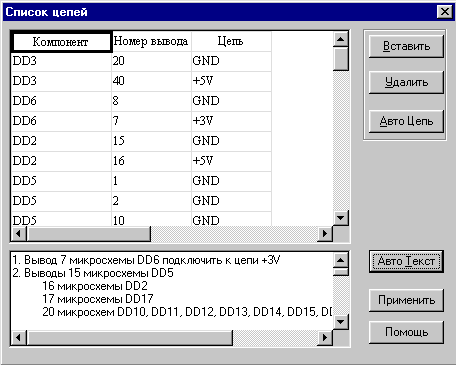 Список цепей
Компонент Номер вывода Цепь
DD3 20 GND
DD3 40 +5V
DD6 8 GND
DD6 7 +3V
DD2 15 GND
DD2 16 +5V
DD5 1 GND
DD5 2 GND
DD5 10 GND
Вставить
Удалить
Авто Цепь
1. Вывод 7 микросхемы DD6 подключить к цепи +3V
2. Выводы 15 микросхемы DD5
16 микросхемы DD2
17 микросхемы DD17
20 микросхем DD10, DD11, DD12, DD13, DD14, DD15,
Авто Текст
Применить
Помощь